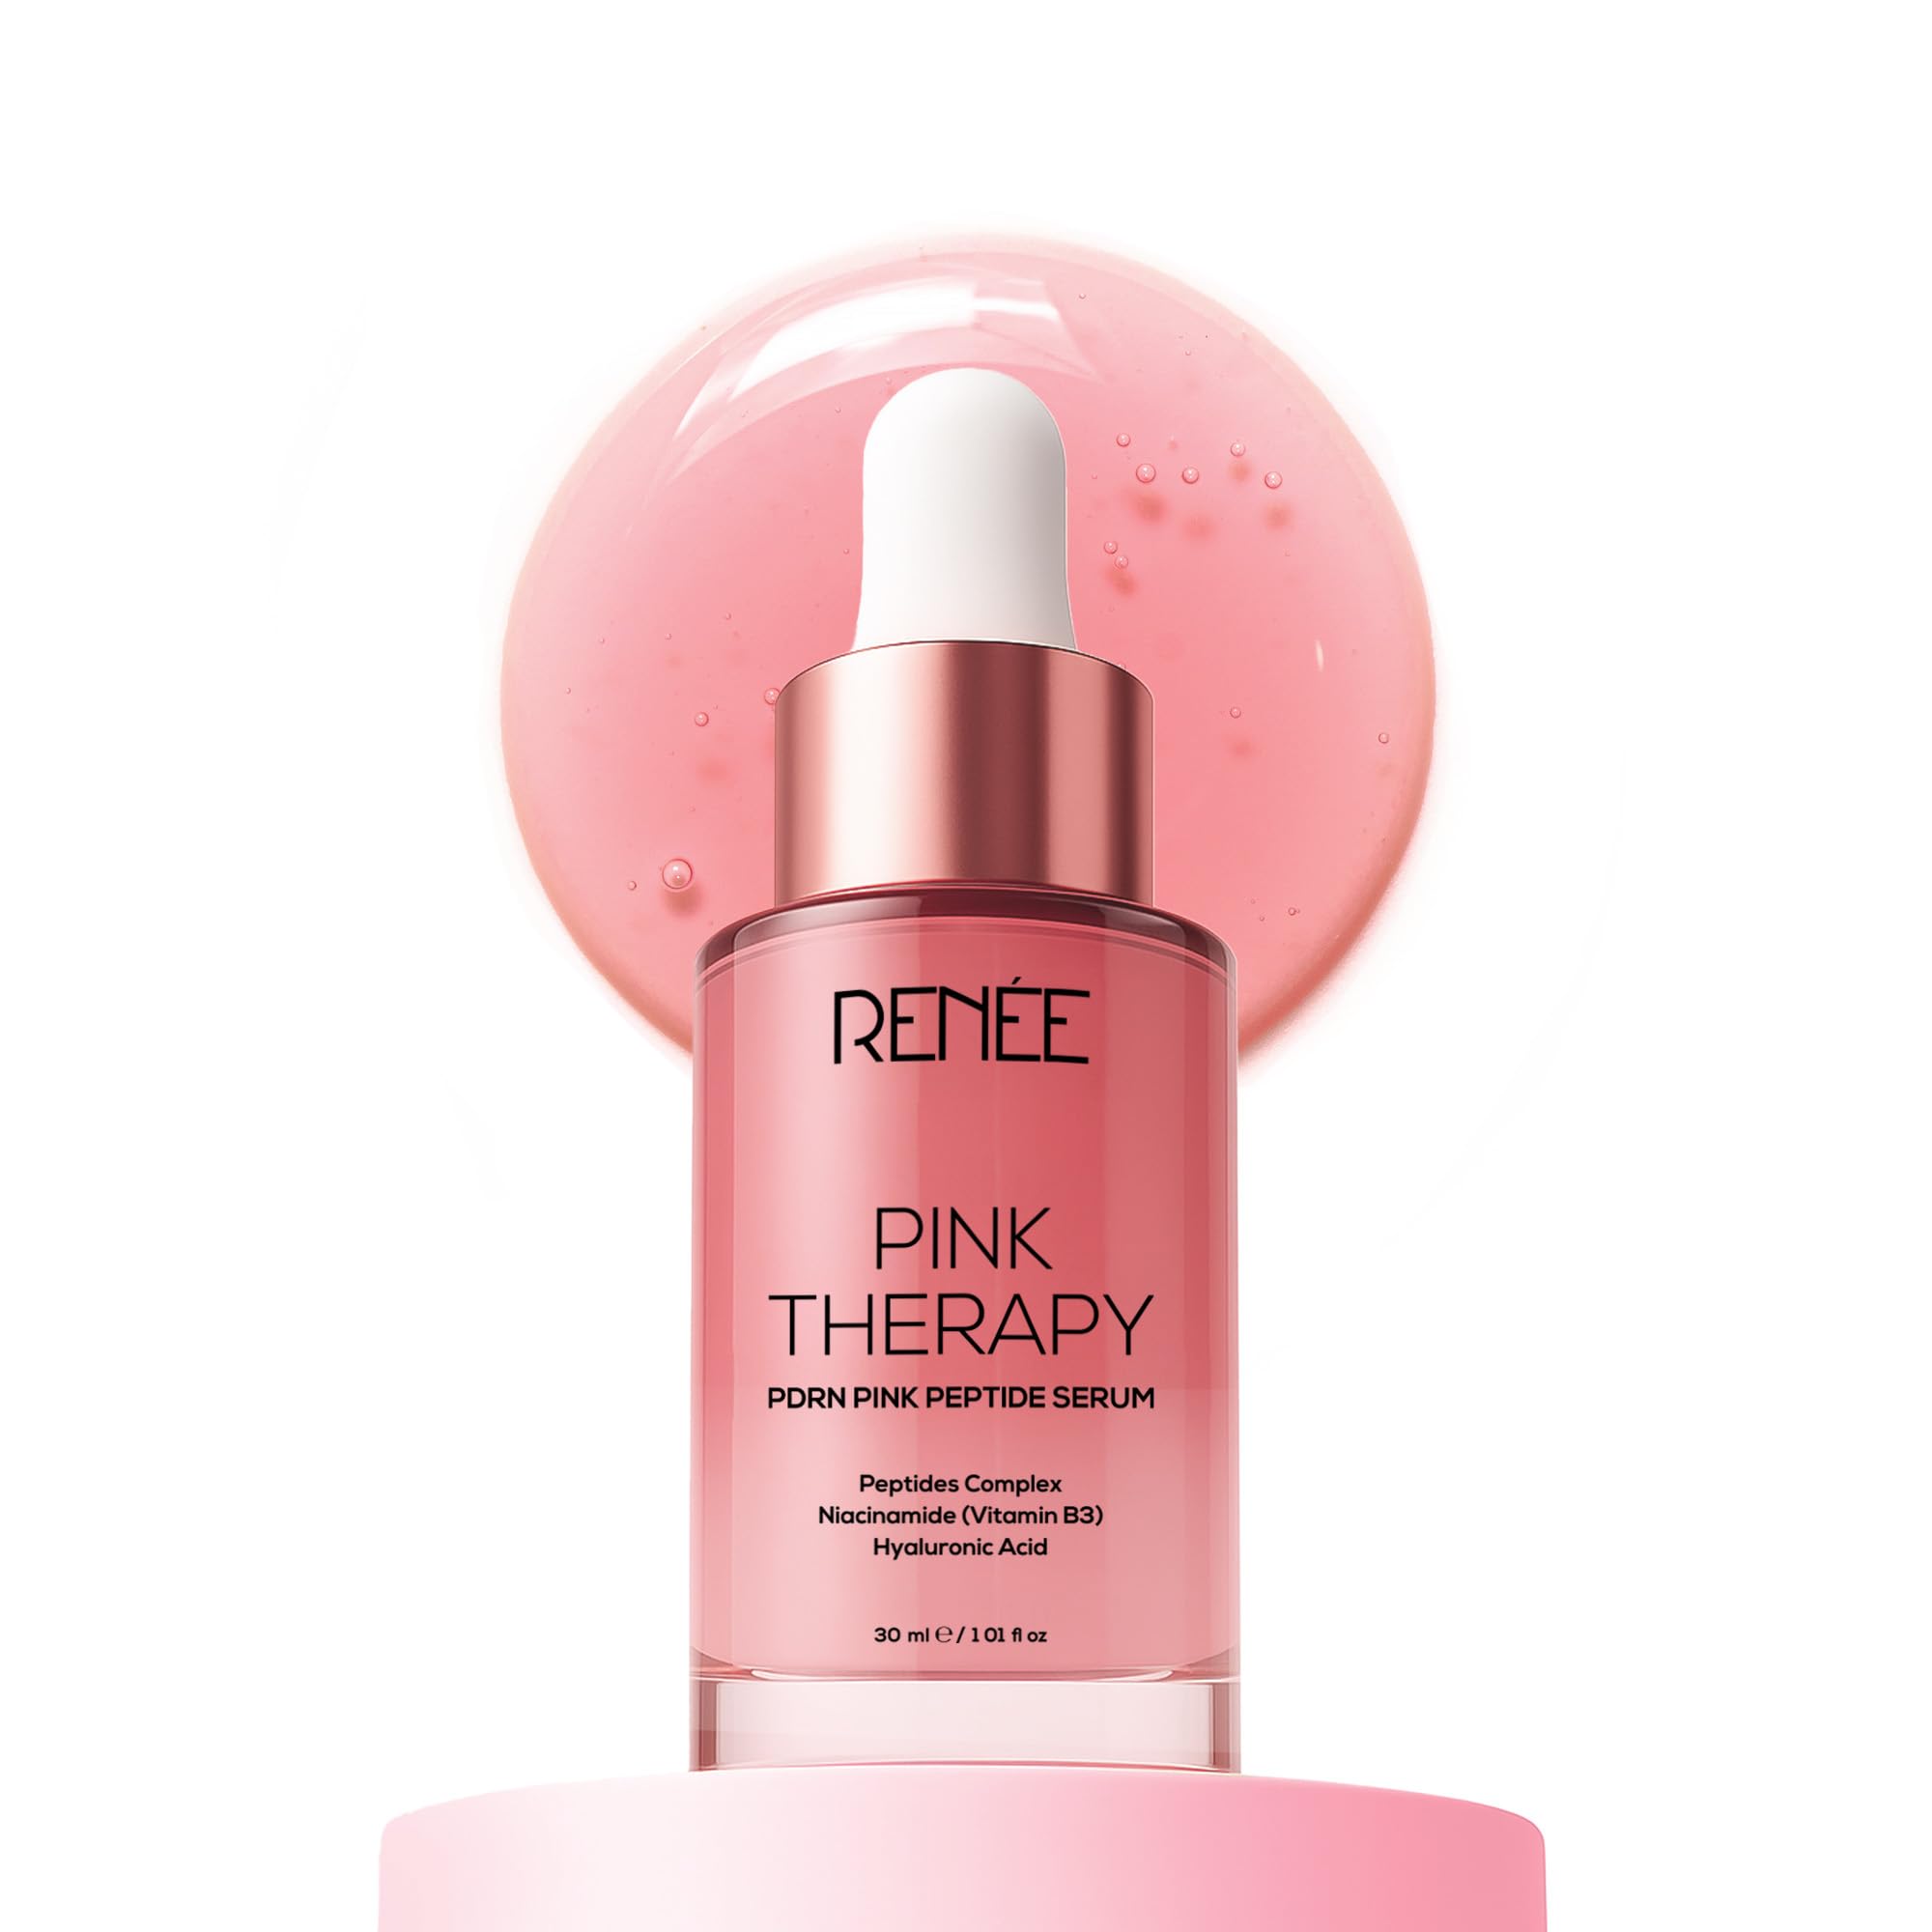 RENÉE
PINK
THERAPY
PDRN PINK PEPTIDE SERUM
Peptides Complex
Niacinamide (Vitamin B3)
Hyaluronic Acid
30 ml ℮ / 1 01 fl oz